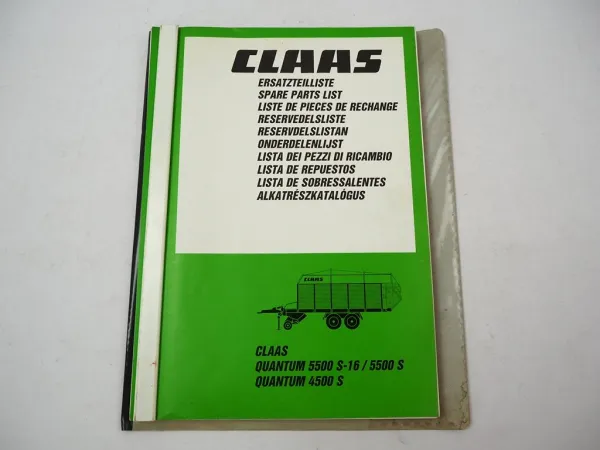 CLAAS
ERSATZTEILLISTE
SPARE PARTS LIST
LISTE DE PIECES DE RECHANGE
RESERVEDELSLISTE
RESERVDELSLISTAN
ONDERDELENLIJST
LISTA DEI PEZZI DI RICAMBIO
LISTA DE REPUESTOS
LISTA DE SOBRESSALENTES
ALKATRÉSZKATALÓGUS
CLAAS
CLAAS
QUANTUM 5500 S-16 / 5500 S
QUANTUM 4500 S